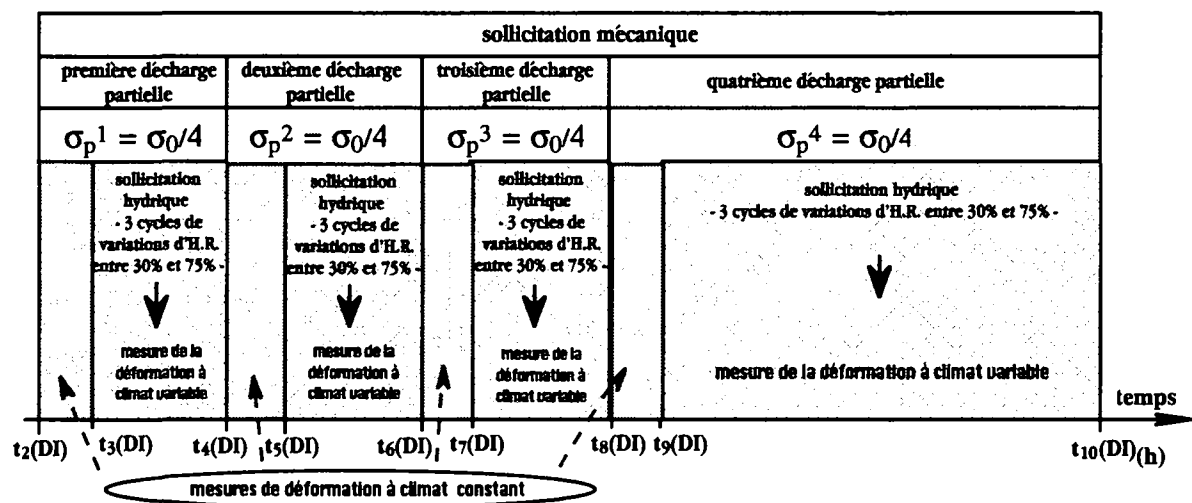 sollicitation mécanique
première décharge
partielle
deuxième décharge
partielle
troisième décharge
partielle
quatrième décharge partielle
σp1 = σ0/4
σp2 = σ0/4
σp3 = σ0/4
σp4 = σ0/4
sollicitation
hydrique
- 3 cycles de
variations d'H.R.
entre 30% et 75% -
sollicitation
hydrique
- 3 cycles de
variations d'H.R.
entre 30% et 75% -
sollicitation
hydrique
- 3 cycles de
variations d'H.R.
entre 30% et 75% -
sollicitation hydrique
- 3 cycles de variations d'H.R. entre 30% et 75% -
mesure de la
déformation à
climat variable
mesure de la
déformation à
climat variable
mesure de la
déformation à
climat variable
mesure de la déformation à climat variable
temps
t2(DI)
t3(DI)
t4(DI)
t5(DI)
t6(DI)
t7(DI)
t8(DI)
t9(DI)
t10(DI)
(h)
mesures de déformation à climat constant